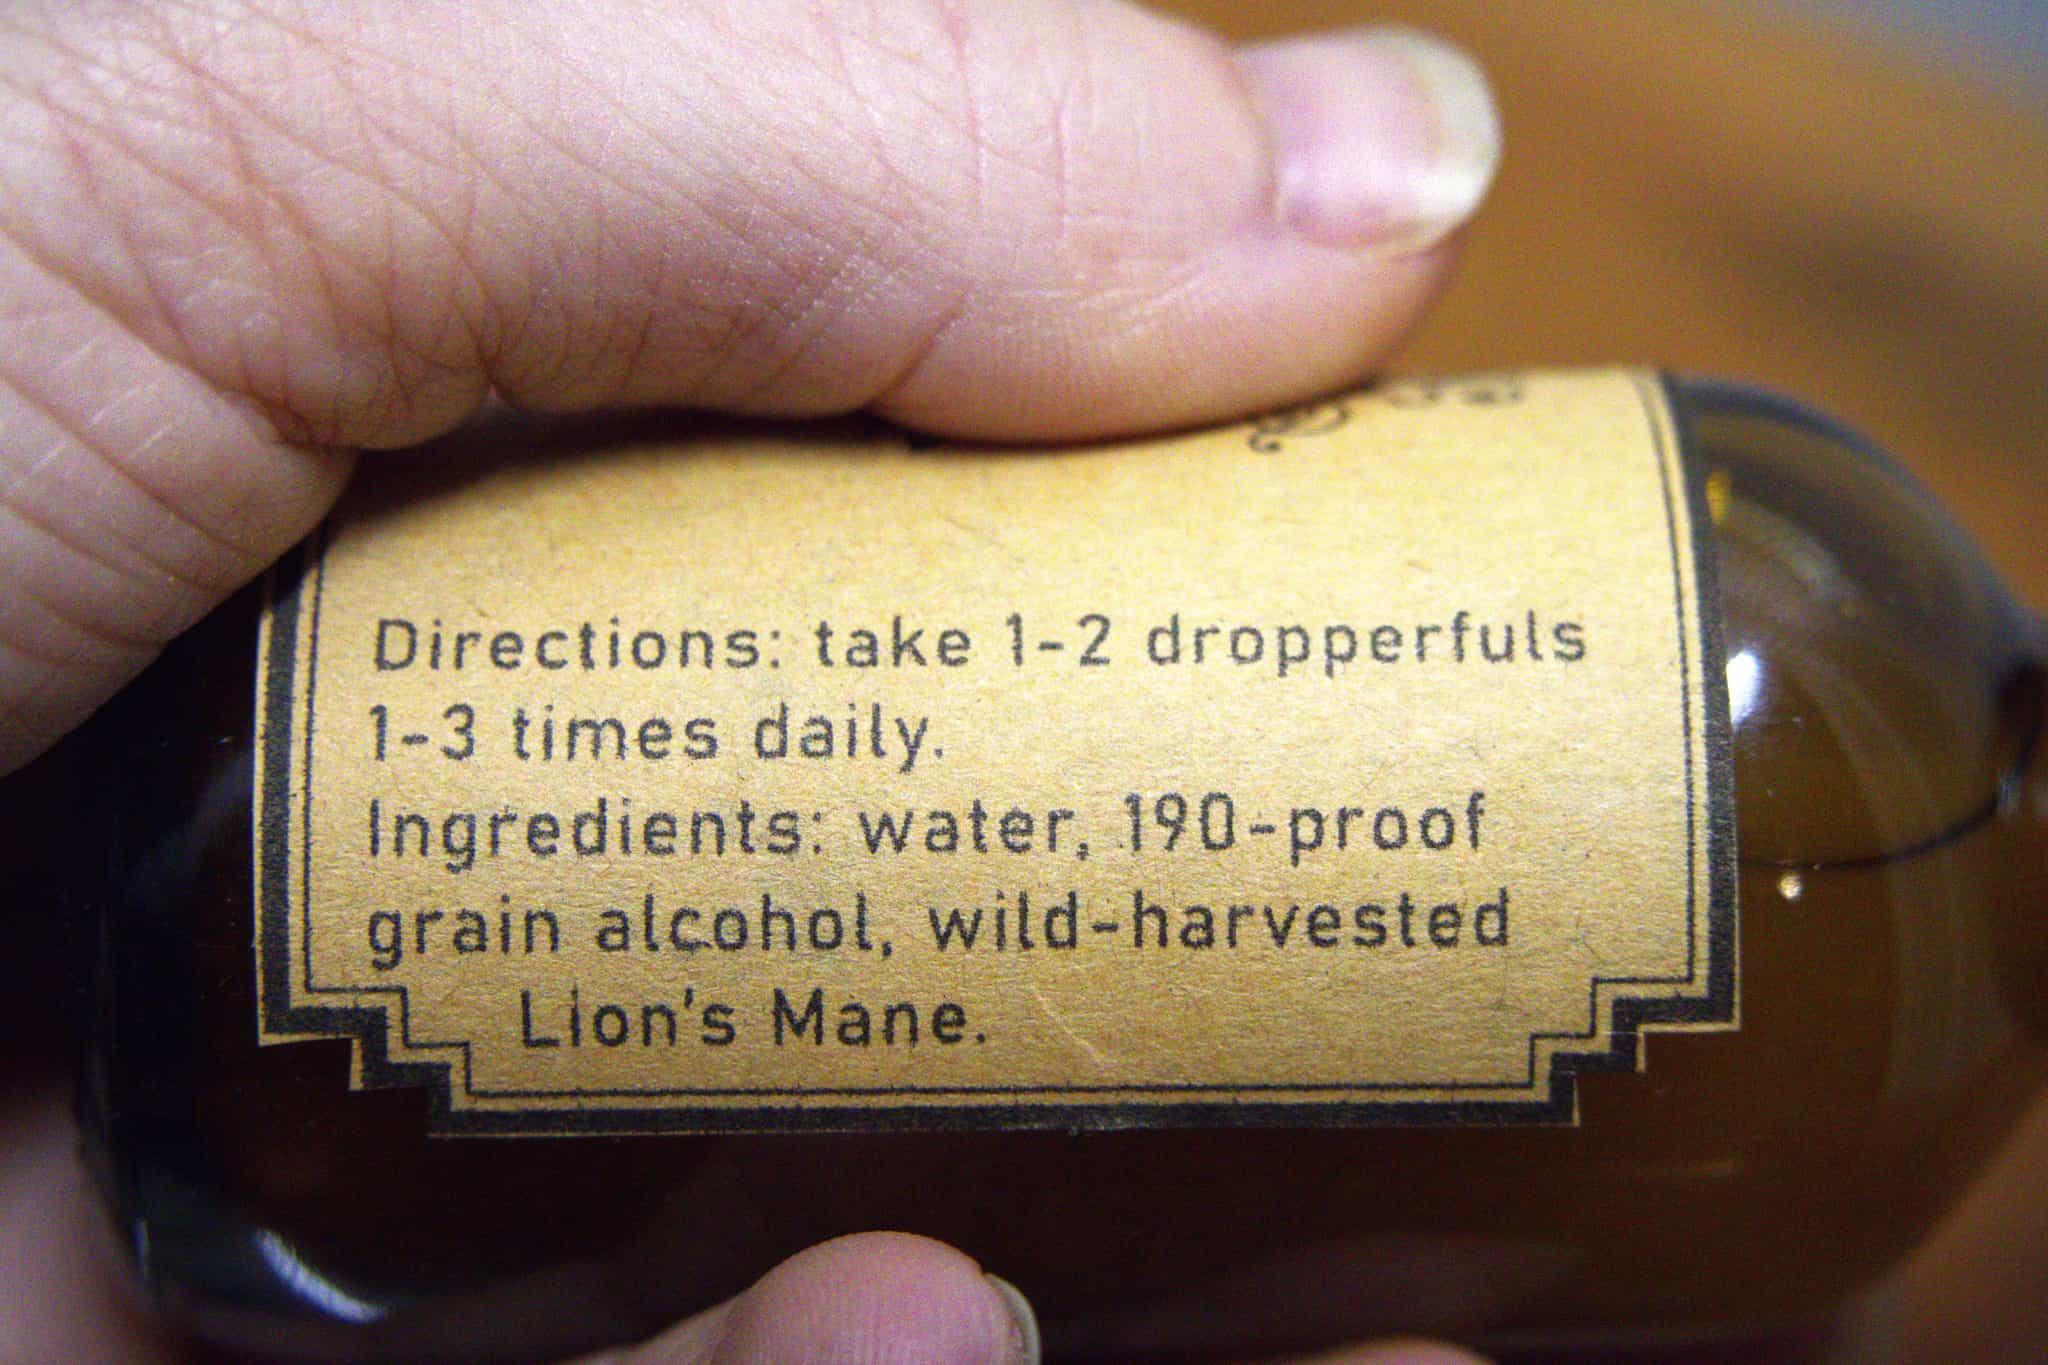 Directions: take 1-2 dropperfuls
1-3 times daily.
Ingredients: water, 190-proof
grain alcohol, wild-harvested
Lion's Mane.